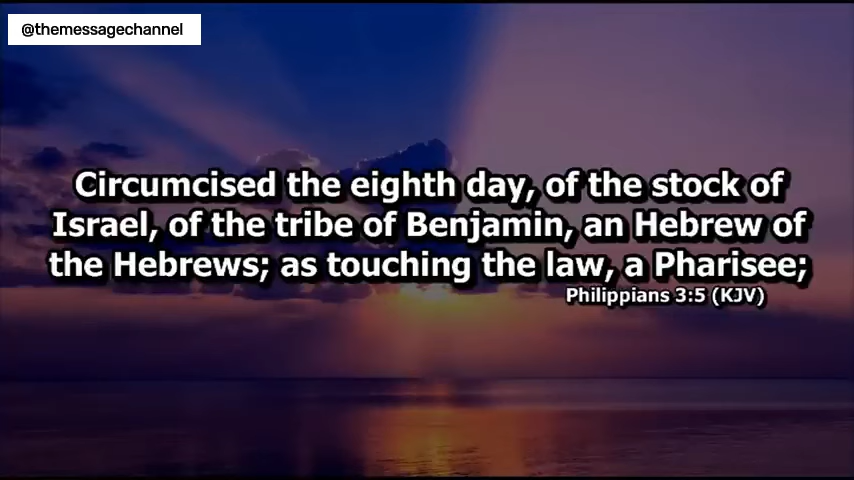 @themessagechannel
Circumcised the eighth day, of the stock of
Israel, of the tribe of Benjamin, an Hebrew of
the Hebrews; as touching the law, a Pharisee;
Philippians 3:5 (KJV)